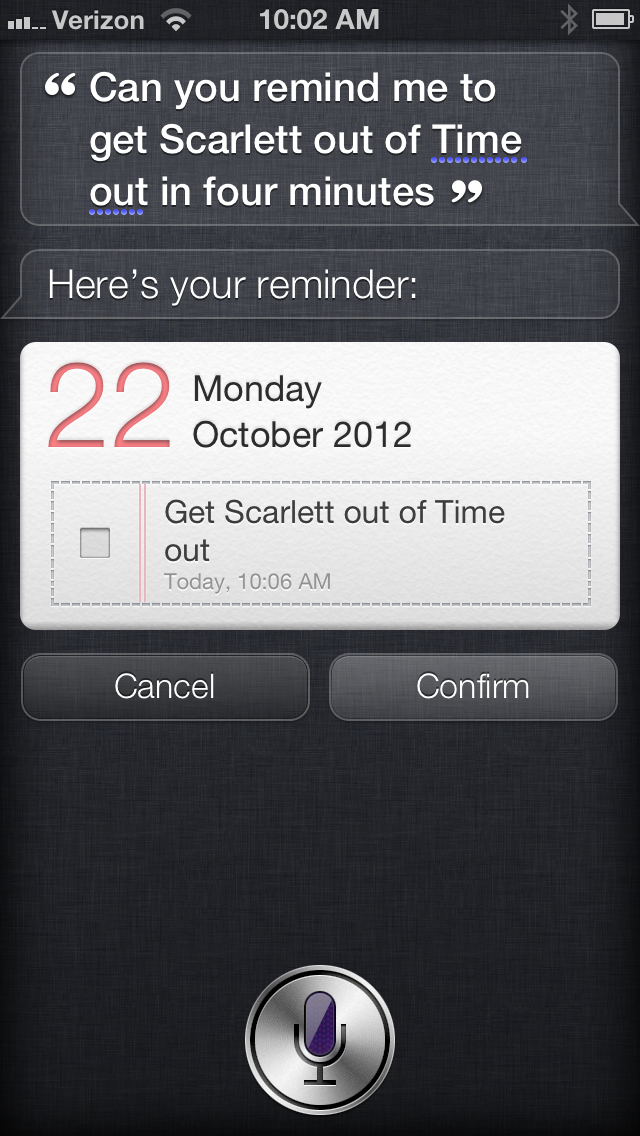 Verizon 10:02 AM
“ Can you remind me to
get Scarlett out of Time
out in four minutes ”
Here’s your reminder:
22 Monday
October 2012
Get Scarlett out of Time
out
Today, 10:06 AM
Cancel Confirm